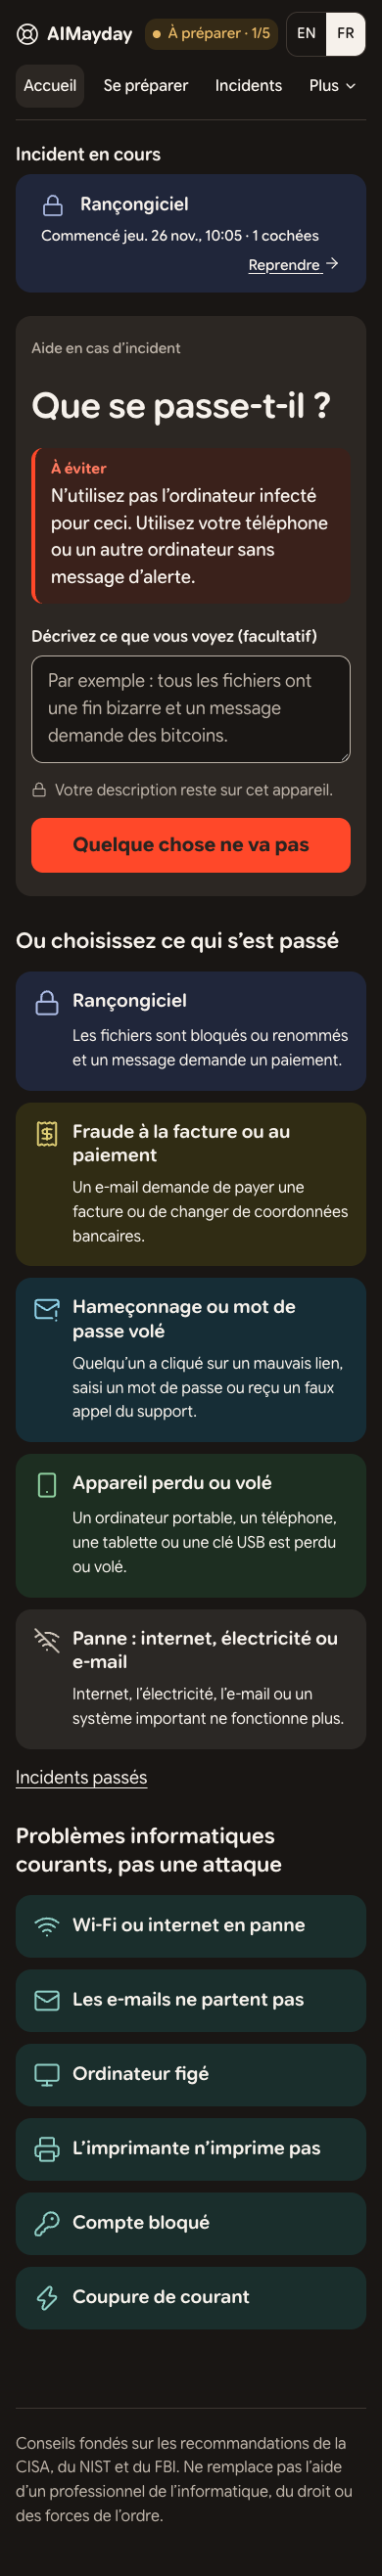 AIMayday
À préparer · 1/5
EN
FR
Accueil
Se préparer
Incidents
Plus
Incident en cours
Rançongiciel
Commencé jeu. 26 nov., 10:05 · 1 cochées
Reprendre →
Aide en cas d’incident
Que se passe-t-il ?
À éviter
N’utilisez pas l’ordinateur infecté
pour ceci. Utilisez votre téléphone
ou un autre ordinateur sans
message d’alerte.
Décrivez ce que vous voyez (facultatif)
Par exemple : tous les fichiers ont
une fin bizarre et un message
demande des bitcoins.
Votre description reste sur cet appareil.
Quelque chose ne va pas
Ou choisissez ce qui s’est passé
Rançongiciel
Les fichiers sont bloqués ou renommés
et un message demande un paiement.
Fraude à la facture ou au
paiement
Un e-mail demande de payer une
facture ou de changer de coordonnées
bancaires.
Hameçonnage ou mot de
passe volé
Quelqu’un a cliqué sur un mauvais lien,
saisi un mot de passe ou reçu un faux
appel du support.
Appareil perdu ou volé
Un ordinateur portable, un téléphone,
une tablette ou une clé USB est perdu
ou volé.
Panne : internet, électricité ou
e-mail
Internet, l’électricité, l’e-mail ou un
système important ne fonctionne plus.
Incidents passés
Problèmes informatiques
courants, pas une attaque
Wi-Fi ou internet en panne
Les e-mails ne partent pas
Ordinateur figé
L’imprimante n’imprime pas
Compte bloqué
Coupure de courant
Conseils fondés sur les recommandations de la
CISA, du NIST et du FBI. Ne remplace pas l’aide
d’un professionnel de l’informatique, du droit ou
des forces de l’ordre.